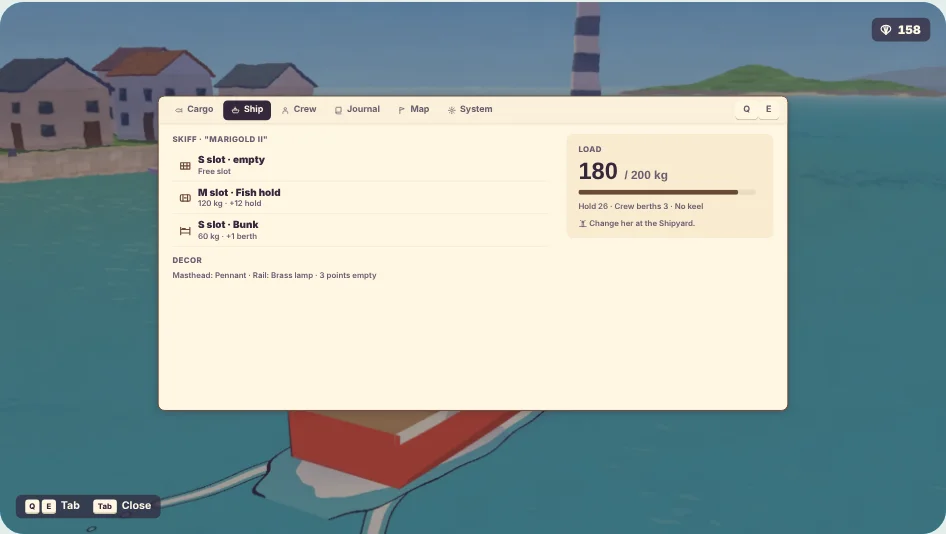 158
Cargo Ship Crew Journal Map System Q E
SKIFF · "MARIGOLD II"
S slot · empty
Free slot
M slot · Fish hold
120 kg · +12 hold
S slot · Bunk
60 kg · +1 berth
DECOR
Masthead: Pennant · Rail: Brass lamp · 3 points empty
LOAD
180 / 200 kg
Hold 26 · Crew berths 3 · No keel
Change her at the Shipyard.
Q E Tab Tab Close